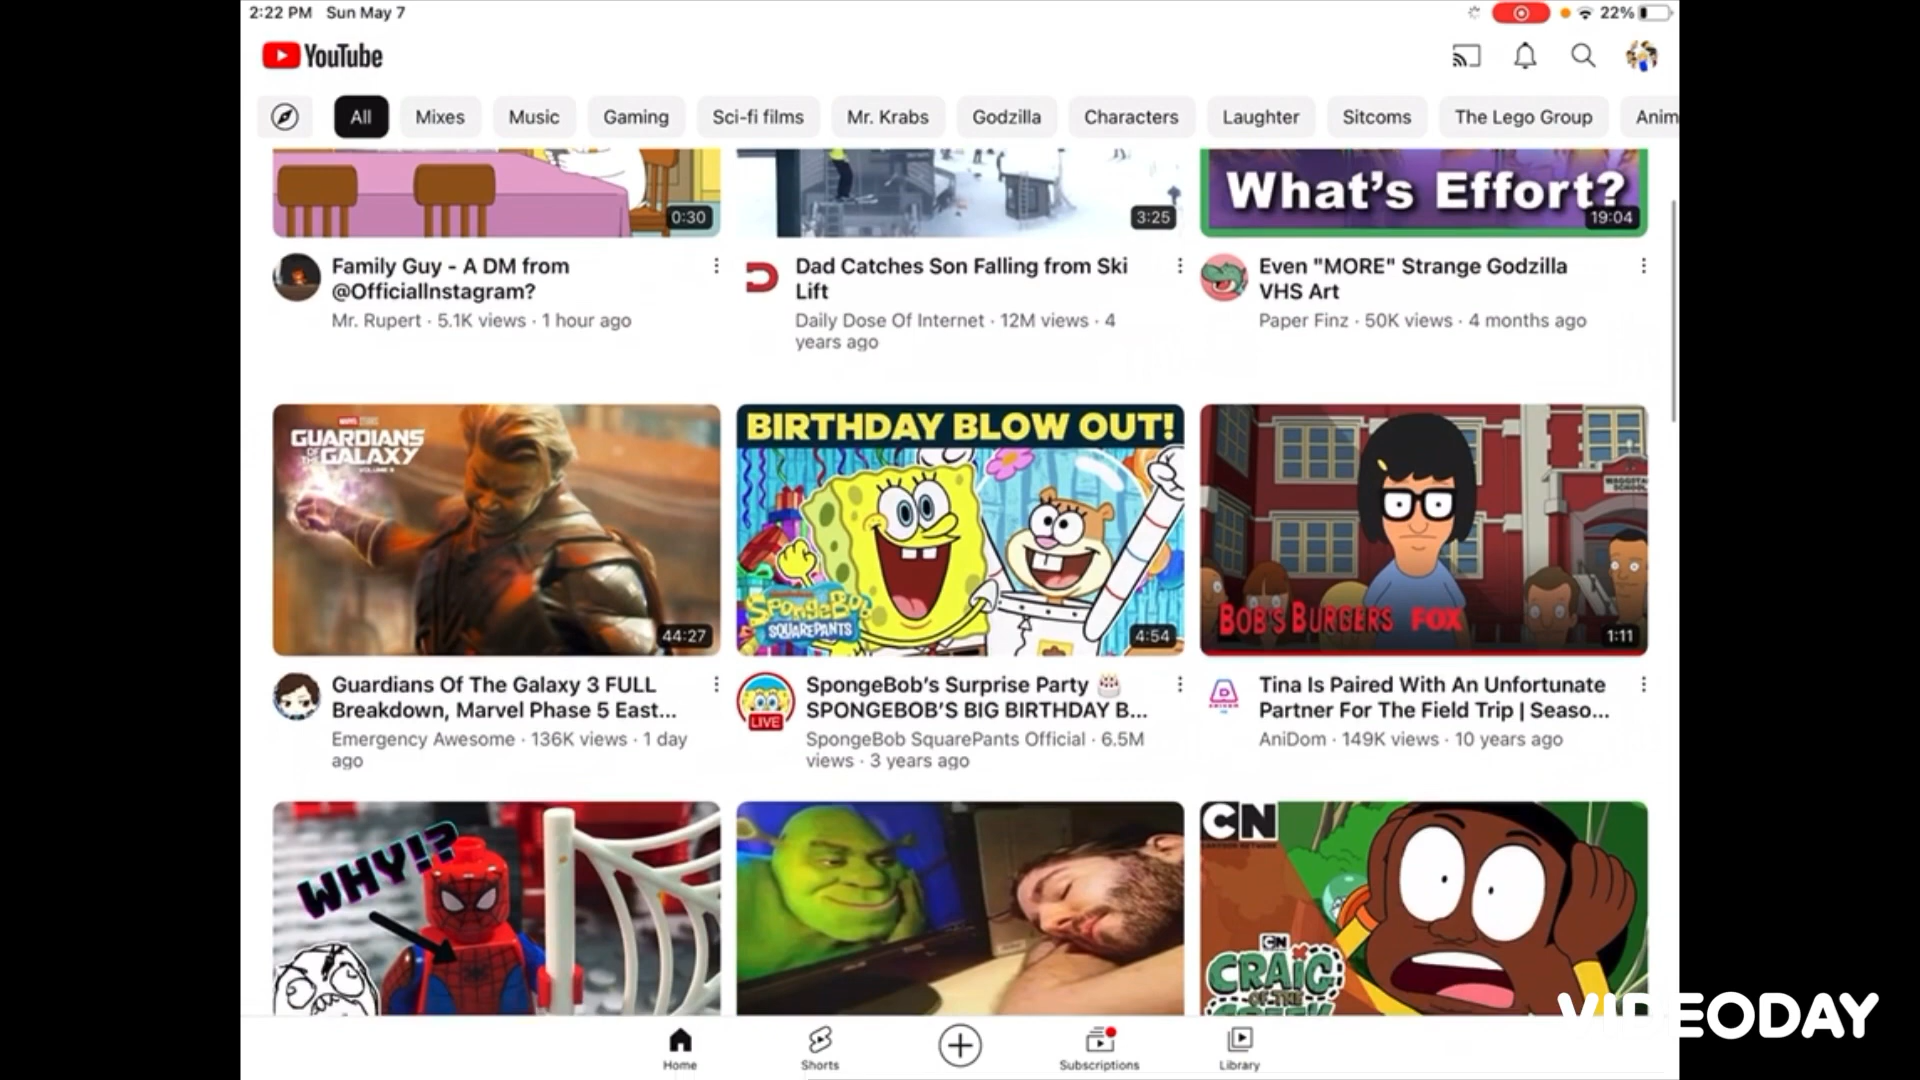 2:22 PM Sun May 7
22%
YouTube
All Mixes Music Gaming Sci-fi films Mr. Krabs Godzilla Characters Laughter Sitcoms The Lego Group Anim
0:30
3:25
What's Effort?
19:04
Family Guy - A DM from
@OfficialInstagram?
Mr. Rupert · 5.1K views · 1 hour ago
Dad Catches Son Falling from Ski
Lift
Daily Dose Of Internet · 12M views · 4
years ago
Even "MORE" Strange Godzilla
VHS Art
Paper Finz · 50K views · 4 months ago
MARVEL STUDIOS
GUARDIANS
OF THE GALAXY
VOLUME 3
44:27
BIRTHDAY BLOW OUT!
SpongeBob
SQUAREPANTS
4:54
BOB'S BURGERS FOX
1:11
Guardians Of The Galaxy 3 FULL
Breakdown, Marvel Phase 5 East...
Emergency Awesome · 136K views · 1 day
ago
LIVE
SpongeBob's Surprise Party 🎂
SPONGEBOB'S BIG BIRTHDAY B...
SpongeBob SquarePants Official · 6.5M
views · 3 years ago
Tina Is Paired With An Unfortunate
Partner For The Field Trip | Seaso...
AniDom · 149K views · 10 years ago
WHY!?
CN
CARTOON NETWORK
CN
CRAIG
OF THE
CREEK
VIDEODAY
Home
Shorts
Subscriptions
Library